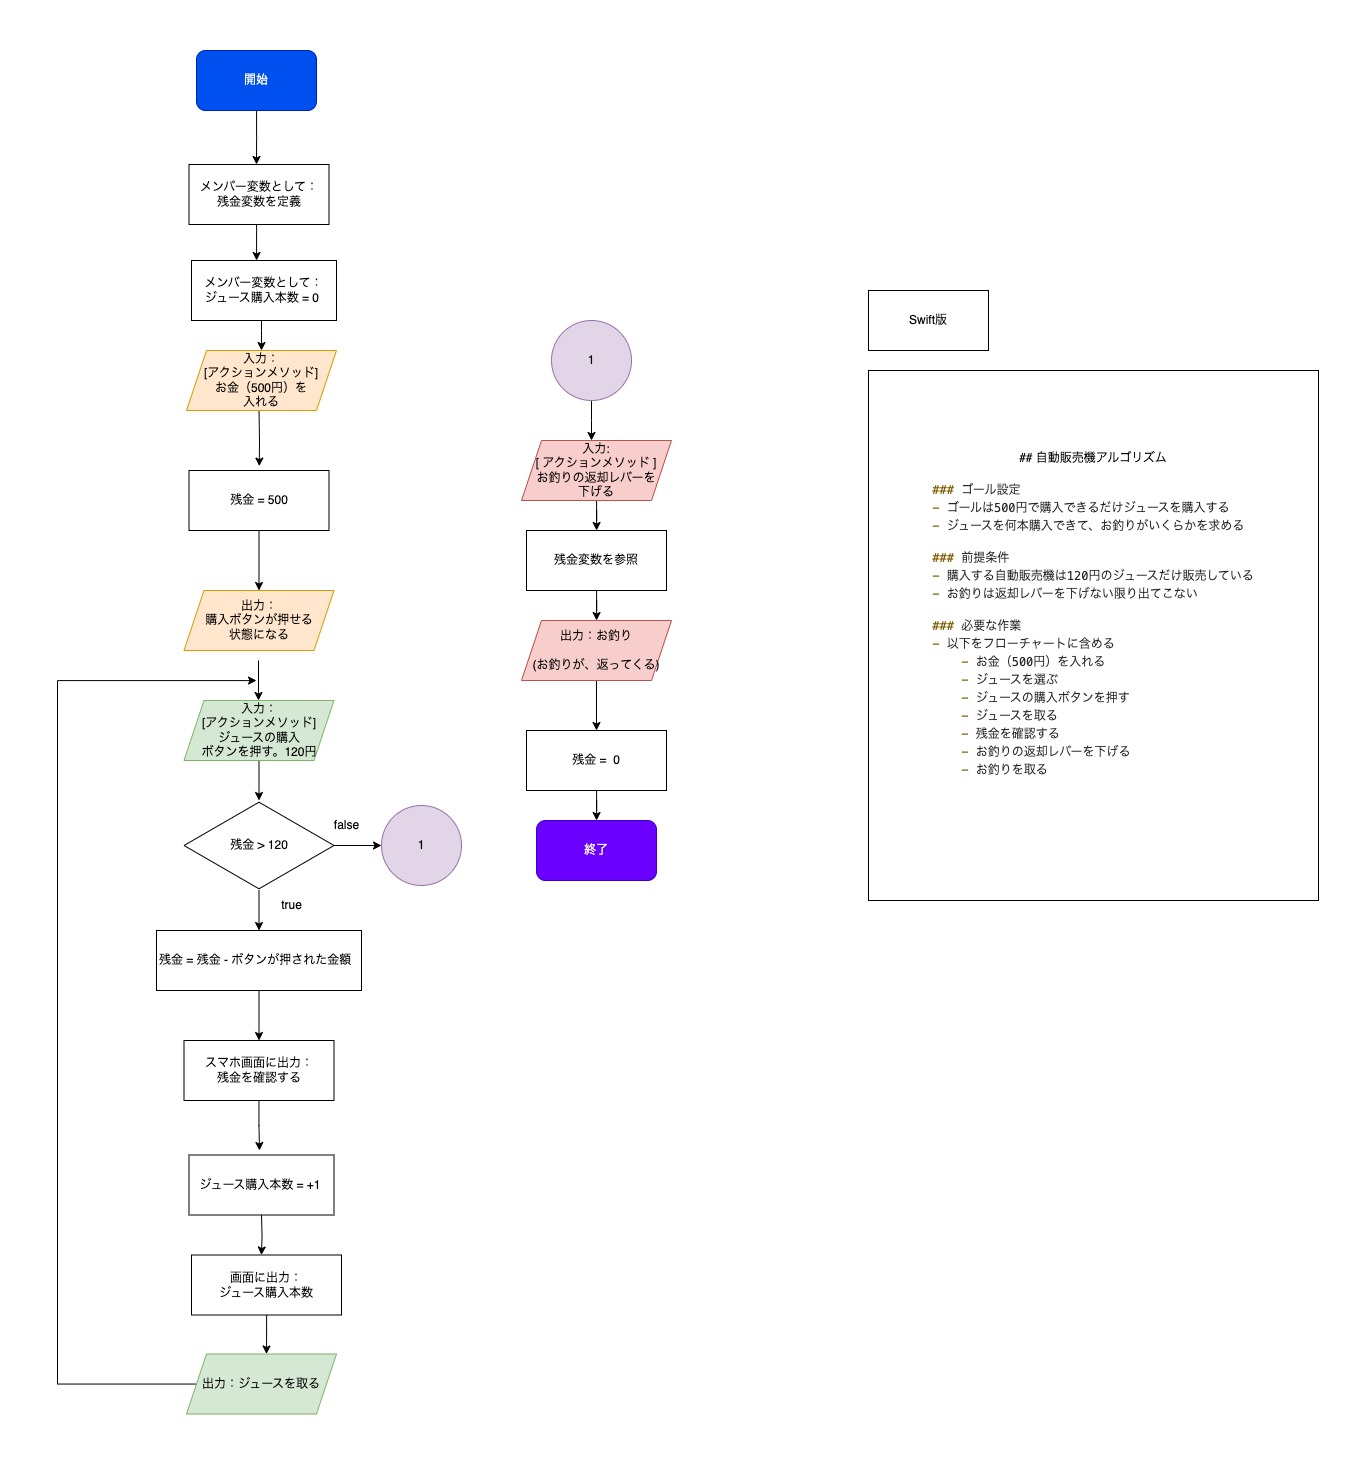 開始
メンバー変数として：
残金変数を定義
メンバー変数として：
ジュース購入本数 = 0
入力：
[アクションメソッド]
お金（500円）を
入れる
残金 = 500
出力：
購入ボタンが押せる
状態になる
入力：
[アクションメソッド]
ジュースの購入
ボタンを押す。120円
残金 > 120
false
1
true
残金 = 残金 - ボタンが押された金額
スマホ画面に出力：
残金を確認する
ジュース購入本数 = +1
画面に出力：
ジュース購入本数
出力：ジュースを取る
1
入力:
[ アクションメソッド ]
お釣りの返却レバーを
下げる
残金変数を参照
出力：お釣り
(お釣りが、返ってくる)
残金 = 0
終了
Swift版
## 自動販売機アルゴリズム
### ゴール設定
- ゴールは500円で購入できるだけジュースを購入する
- ジュースを何本購入できて、お釣りがいくらかを求める
### 前提条件
- 購入する自動販売機は120円のジュースだけ販売している
- お釣りは返却レバーを下げない限り出てこない
### 必要な作業
- 以下をフローチャートに含める
- お金（500円）を入れる
- ジュースを選ぶ
- ジュースの購入ボタンを押す
- ジュースを取る
- 残金を確認する
- お釣りの返却レバーを下げる
- お釣りを取る